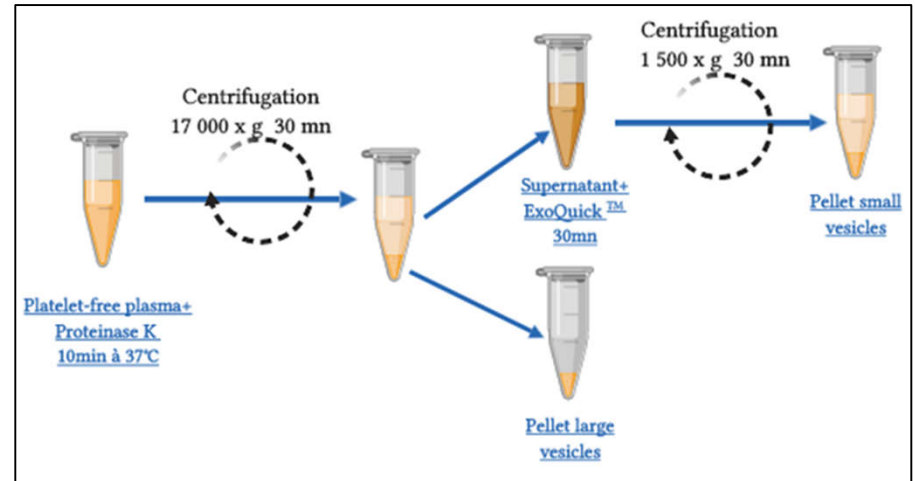 Centrifugation
17 000 x g 30 mn
Platelet-free plasma+
Proteinase K
10min à 37℃
Supernatant+
ExoQuick™
30mn
Pellet large
vesicles
Centrifugation
1 500 x g 30 mn
Pellet small
vesicles